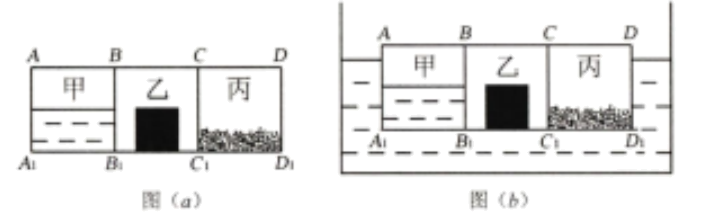 A B C D
甲 乙 丙
A₁ B₁ C₁ D₁
图（a）
A B C D
甲 乙 丙
A₁ B₁ C₁ D₁
图（b）